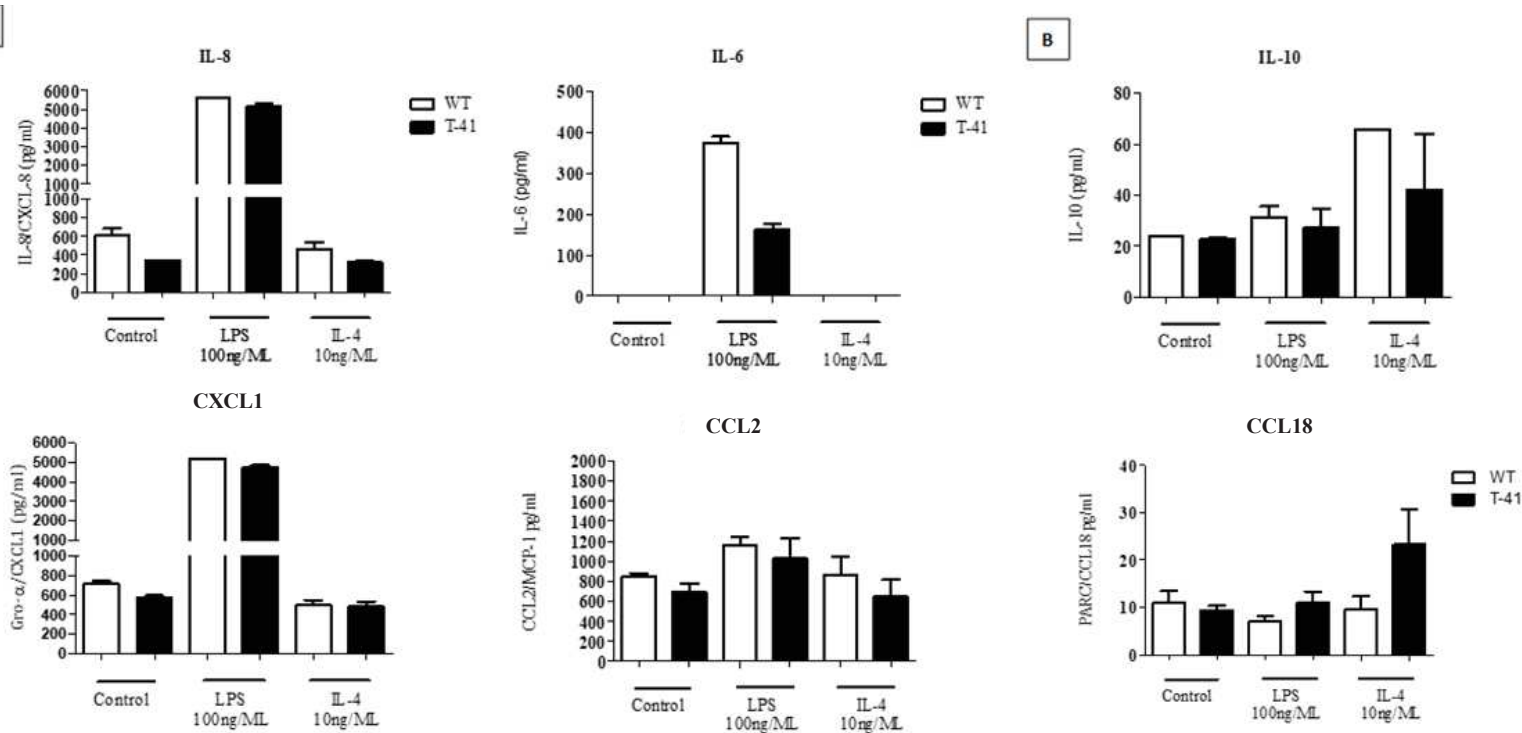 IL-8
6000
5000
4000
3000
2000
1000
1000
800
600
400
200
0
IL-8/CXCL-8 (pg/ml)
WT
T-41
Control
LPS
100ng/ML
IL-4
10ng/ML
IL-6
500
400
300
200
100
0
IL-6 (pg/ml)
WT
T-41
Control
LPS
100ng/ML
IL-4
10ng/ML
B
IL-10
80
60
40
20
0
IL-10 (pg/ml)
Control
LPS
100ng/ML
IL-4
10ng/ML
CXCL1
6000
5000
4000
3000
2000
1000
1000
800
600
400
200
0
Gro-α/CXCL1 (pg/ml)
Control
LPS
100ng/ML
IL-4
10ng/ML
CCL2
2000
1800
1600
1400
1200
1000
800
600
400
200
0
CCL2/MCP-1 pg/ml
Control
LPS
100ng/ML
IL-4
10ng/ML
CCL18
40
30
20
10
0
PARC/CCL18 pg/ml
WT
T-41
Control
LPS
100ng/ML
IL-4
10ng/ML